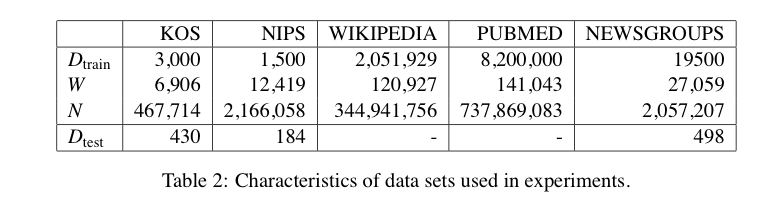 KOS NIPS WIKIPEDIA PUBMED NEWSGROUPS
Dtrain 3,000 1,500 2,051,929 8,200,000 19500
W 6,906 12,419 120,927 141,043 27,059
N 467,714 2,166,058 344,941,756 737,869,083 2,057,207
Dtest 430 184 - - 498
Table 2: Characteristics of data sets used in experiments.